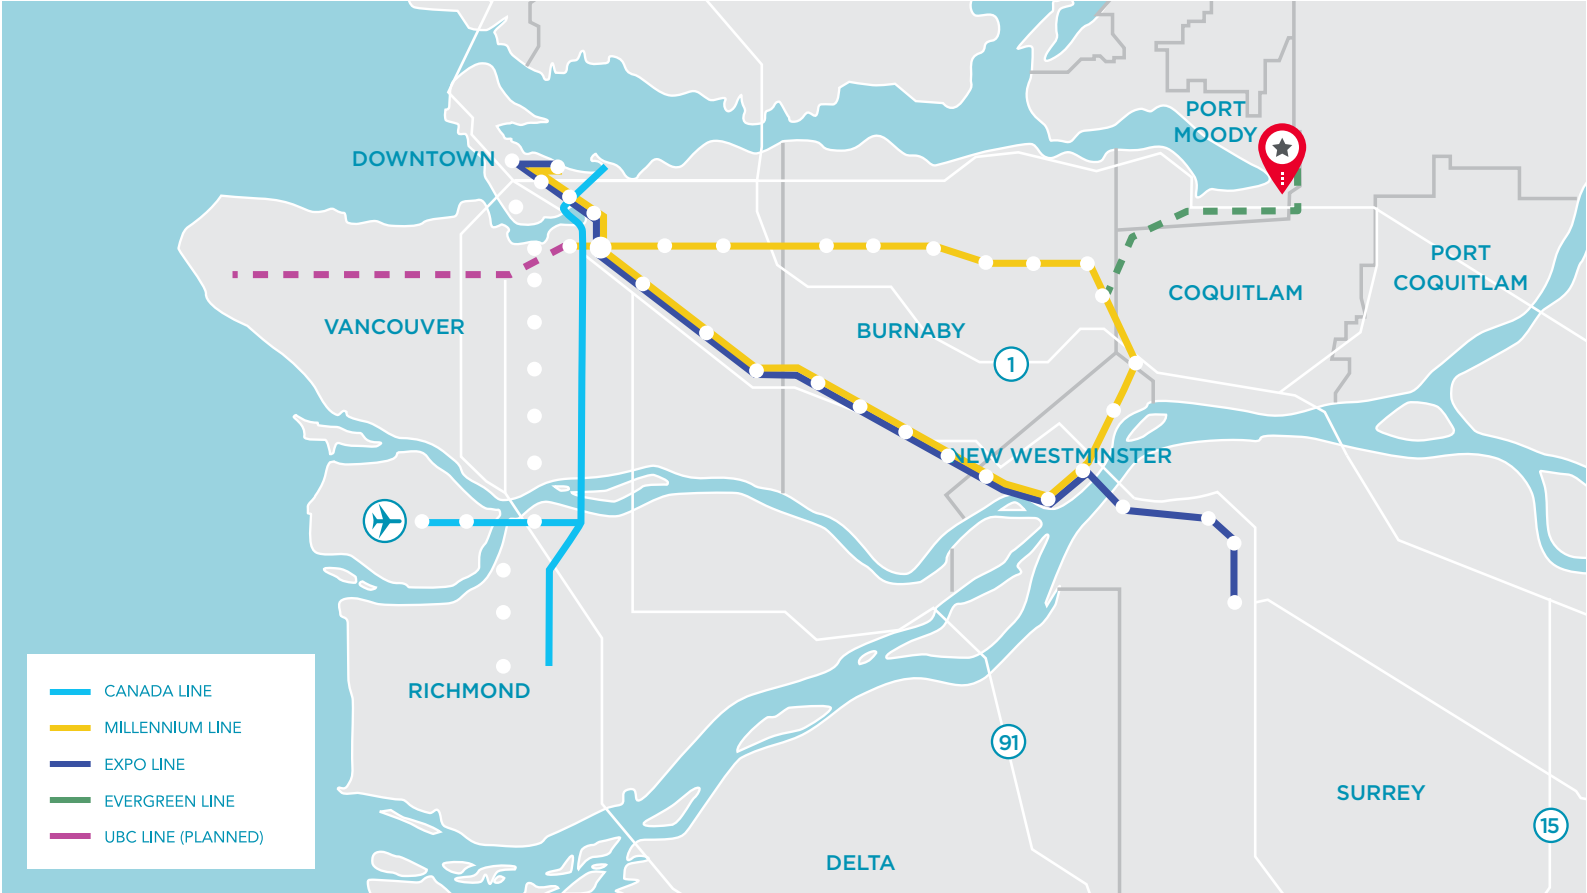 PORT
MOODY
DOWNTOWN
PORT
COQUITLAM
COQUITLAM
VANCOUVER
BURNABY
1
NEW WESTMINSTER
RICHMOND
91
SURREY
15
DELTA
CANADA LINE
MILLENNIUM LINE
EXPO LINE
EVERGREEN LINE
UBC LINE (PLANNED)